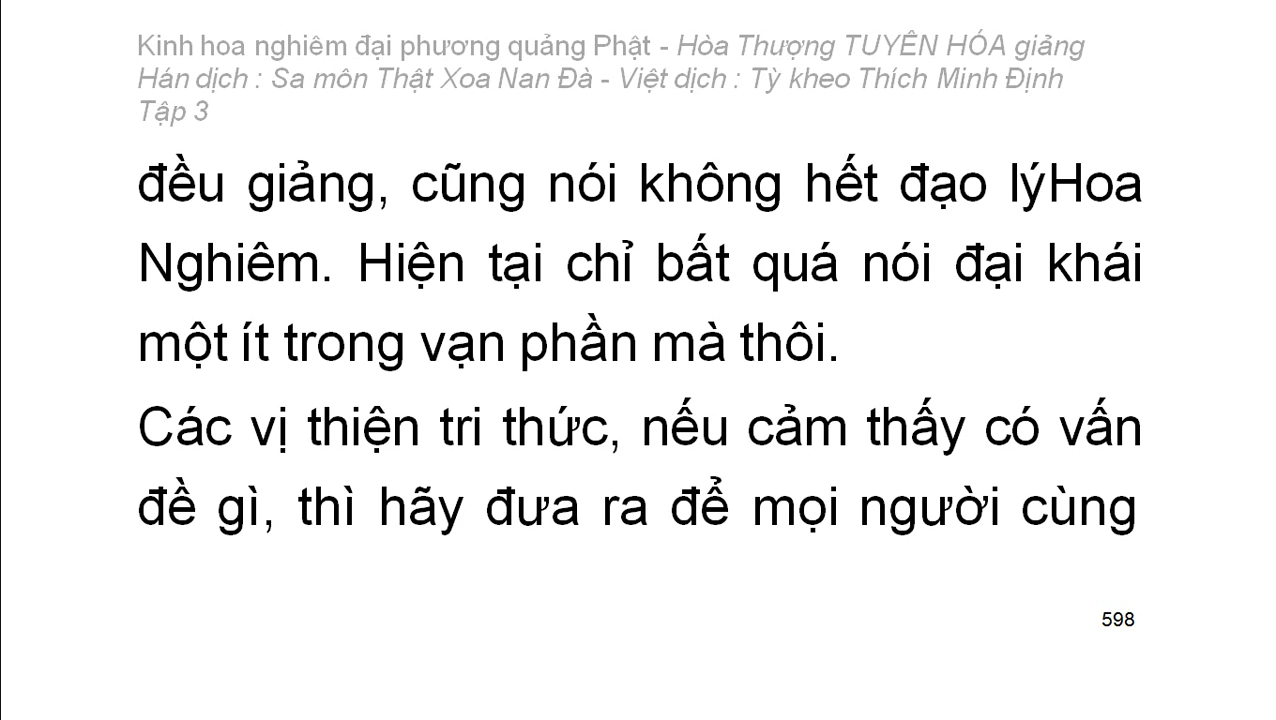 Kinh hoa nghiêm đại phương quảng Phật - Hòa Thượng TUYÊN HÓA giảng
Hán dịch : Sa môn Thật Xoa Nan Đà - Việt dịch : Tỳ kheo Thích Minh Định
Tập 3
đều giảng, cũng nói không hết đạo lýHoa
Nghiêm. Hiện tại chỉ bất quá nói đại khái
một ít trong vạn phần mà thôi.
Các vị thiện tri thức, nếu cảm thấy có vấn
đề gì, thì hãy đưa ra để mọi người cùng
598